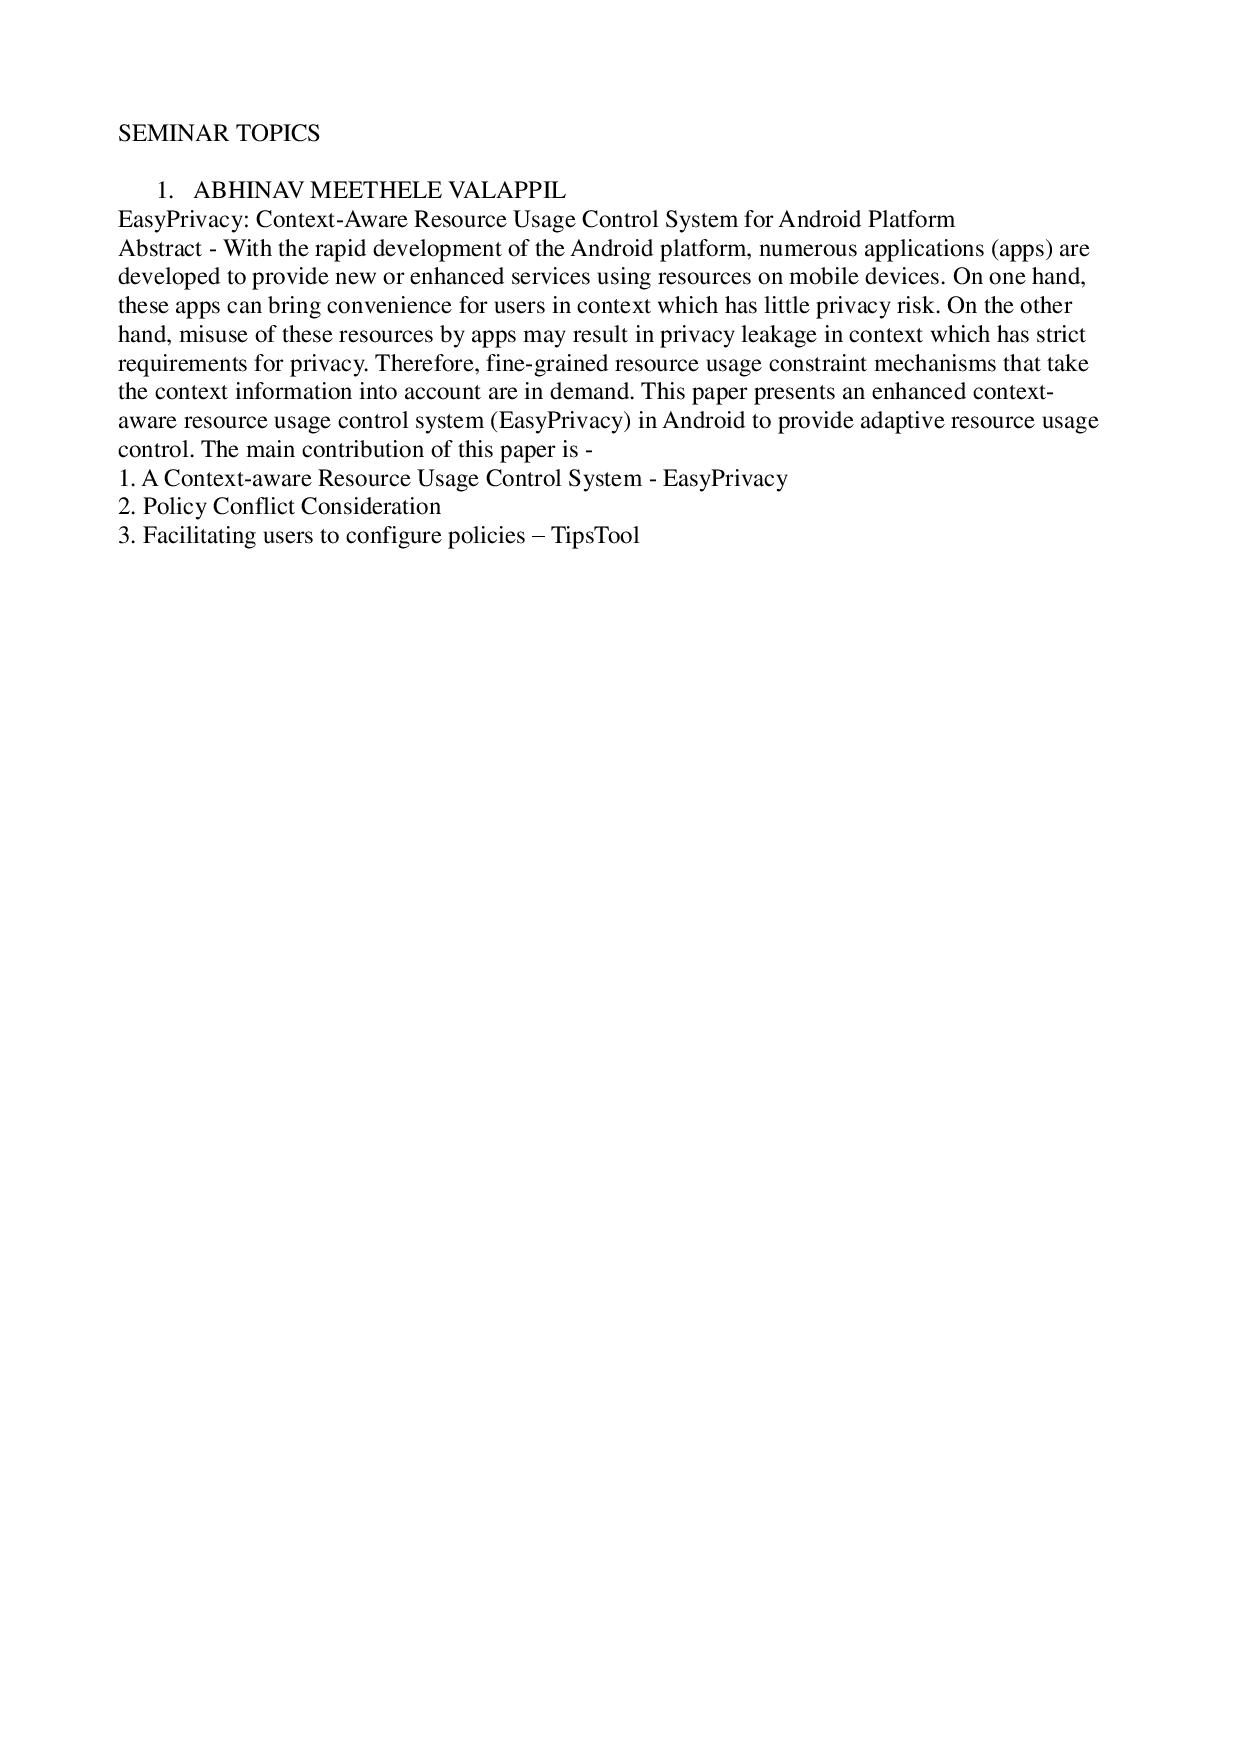 SEMINAR TOPICS
1. ABHINAV MEETHELE VALAPPIL
EasyPrivacy: Context-Aware Resource Usage Control System for Android Platform
Abstract - With the rapid development of the Android platform, numerous applications (apps) are
developed to provide new or enhanced services using resources on mobile devices. On one hand,
these apps can bring convenience for users in context which has little privacy risk. On the other
hand, misuse of these resources by apps may result in privacy leakage in context which has strict
requirements for privacy. Therefore, fine-grained resource usage constraint mechanisms that take
the context information into account are in demand. This paper presents an enhanced context-
aware resource usage control system (EasyPrivacy) in Android to provide adaptive resource usage
control. The main contribution of this paper is -
1. A Context-aware Resource Usage Control System - EasyPrivacy
2. Policy Conflict Consideration
3. Facilitating users to configure policies – TipsTool